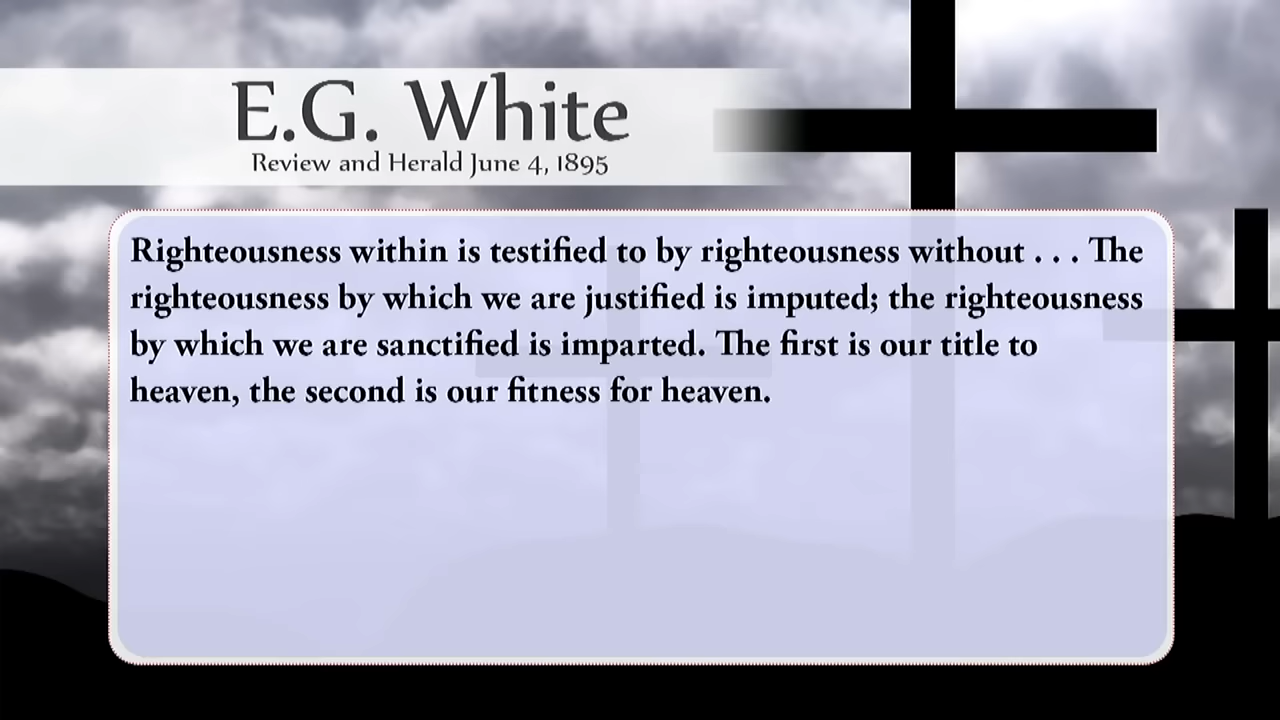 E.G. White
Review and Herald June 4, 1895
Righteousness within is testified to by righteousness without . . . The
righteousness by which we are justified is imputed; the righteousness
by which we are sanctified is imparted. The first is our title to
heaven, the second is our fitness for heaven.